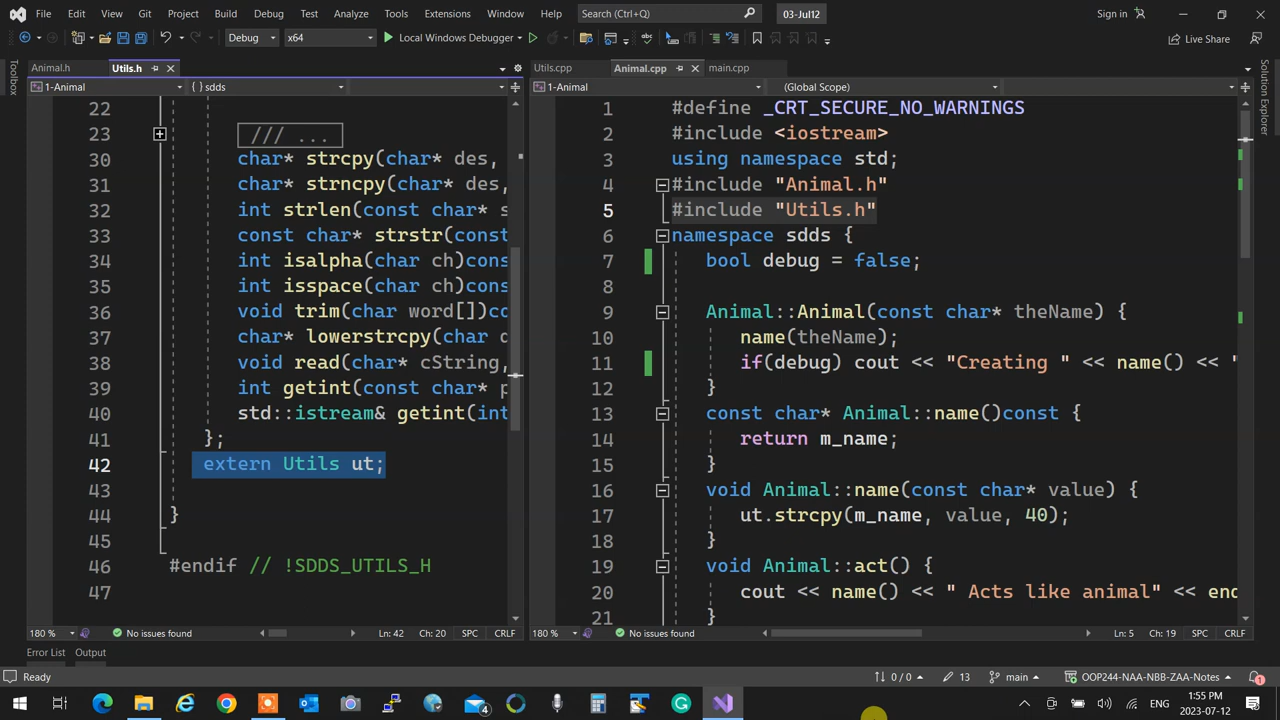 File Edit View Git Project Build Debug Test Analyze Tools Extensions Window Help Search (Ctrl+Q) 03-Jul12 Sign in
Debug x64 Local Windows Debugger Live Share
Toolbox
Animal.h Utils.h
1-Animal { } sdds
22
23 /// ...
30 char* strcpy(char* des,
31 char* strncpy(char* des,
32 int strlen(const char* s
33 const char* strstr(const
34 int isalpha(char ch)cons
35 int isspace(char ch)cons
36 void trim(char word[])co
37 char* lowerstrcpy(char d
38 void read(char* cString,
39 int getint(const char* p
40 std::istream& getint(int
41 };
42 extern Utils ut;
43
44 }
45
46 #endif // !SDDS_UTILS_H
47
180 % No issues found Ln: 42 Ch: 20 SPC CRLF
Utils.cpp Animal.cpp main.cpp
1-Animal (Global Scope)
1 #define _CRT_SECURE_NO_WARNINGS
2 #include <iostream>
3 using namespace std;
4 #include "Animal.h"
5 #include "Utils.h"
6 namespace sdds {
7 bool debug = false;
8
9 Animal::Animal(const char* theName) {
10 name(theName);
11 if(debug) cout << "Creating " << name() << "
12 }
13 const char* Animal::name()const {
14 return m_name;
15 }
16 void Animal::name(const char* value) {
17 ut.strcpy(m_name, value, 40);
18 }
19 void Animal::act() {
20 cout << name() << " Acts like animal" << end
21 }
180 % No issues found Ln: 5 Ch: 19 SPC CRLF
Solution Explorer
Error List Output
Ready 0 / 0 13 main OOP244-NAA-NBB-ZAA-Notes 1
4 ENG 1:55 PM
2023-07-12